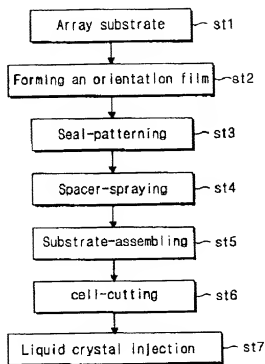 Array substrate st1
Forming an orientation film st2
Seal-patterning st3
Spacer-spraying st4
Substrate-assembling st5
cell-cutting st6
Liquid crystal injection st7